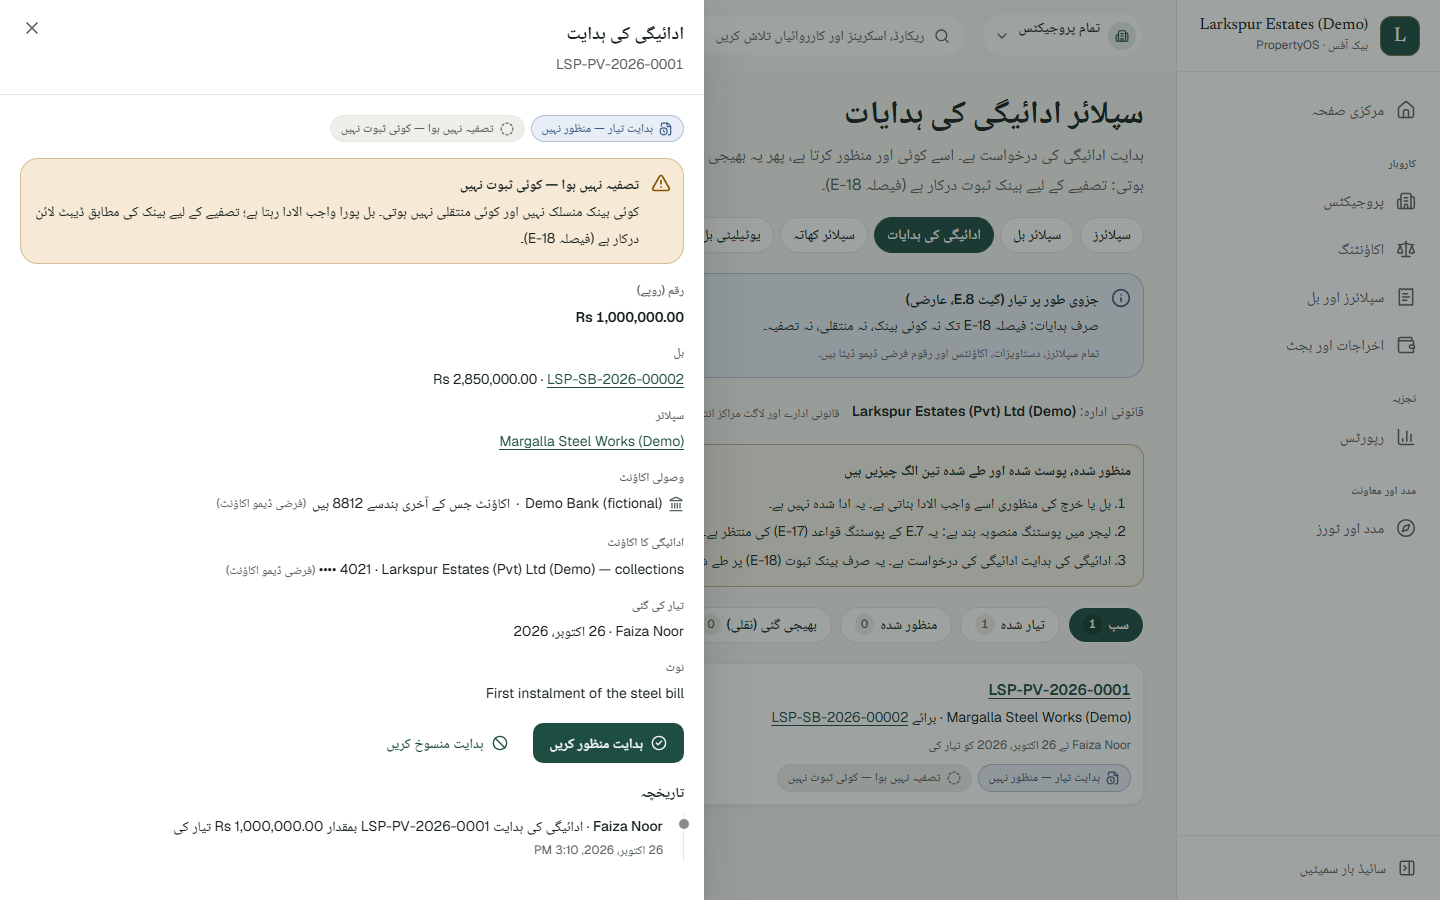 Larkspur Estates (Demo)
بیک آفس · PropertyOS
L
مرکزی صفحہ
کاروبار
پروجیکٹس
اکاؤنٹنگ
سپلائرز اور بل
اخراجات اور بجٹ
تجزیہ
رپورٹس
مدد اور معاونت
مدد اور ٹورز
سائیڈ بار سمیٹیں
تمام پروجیکٹس
ریکارڈ، اسکرینز اور کارروائیاں تلاش کریں
سپلائر ادائیگی کی ہدایات
ہدایت ادائیگی کی درخواست ہے۔ اسے کوئی اور منظور کرتا ہے، پھر یہ بھیجی
ہوتی: تصفیے کے لیے بینک ثبوت درکار ہے (فیصلہ E-18)۔
سپلائرز
سپلائر بل
ادائیگی کی ہدایات
سپلائر کھاتہ
یوٹیلیٹی بل
جزوی طور پر تیار (گیٹ E.8، عارضی)
صرف ہدایات: فیصلہ E-18 تک نہ کوئی بینک، نہ منتقلی، نہ تصفیہ۔
تمام سپلائرز، دستاویزات، اکاؤنٹس اور رقوم فرضی ڈیمو ڈیٹا ہیں۔
قانونی ادارہ: Larkspur Estates (Pvt) Ltd (Demo) قانونی ادارے اور لاگت مراکز
منظور شدہ، پوسٹ شدہ اور طے شدہ تین الگ چیزیں ہیں
1. بل یا خرچ کی منظوری اسے واجب الادا بناتی ہے۔ یہ ادا شدہ نہیں ہے۔
2. لیجر میں پوسٹنگ منصوبہ بند ہے: یہ E.7 کے پوسٹنگ قواعد (E-17) کی منتظر ہے۔
3. ادائیگی کی ہدایت ادائیگی کی درخواست ہے۔ یہ صرف بینک ثبوت (E-18) پر طے
سب 1
تیار شدہ 1
منظور شدہ 0
بھیجی گئی (نقلی) 0
LSP-PV-2026-0001
Margalla Steel Works (Demo) · برائے LSP-SB-2026-00002
Faiza Noor نے 26 اکتوبر، 2026 کو تیار کی
ہدایت تیار — منظور نہیں
تصفیہ نہیں ہوا — کوئی ثبوت نہیں
ادائیگی کی ہدایت
LSP-PV-2026-0001
ہدایت تیار — منظور نہیں
تصفیہ نہیں ہوا — کوئی ثبوت نہیں
تصفیہ نہیں ہوا — کوئی ثبوت نہیں
کوئی بینک منسلک نہیں اور کوئی منتقلی نہیں ہوتی۔ بل پورا واجب الادا رہتا ہے؛ تصفیے کے لیے بینک کی مطابق ڈیبٹ لائن
درکار ہے (فیصلہ E-18)۔
رقم (روپے)
Rs 1,000,000.00
بل
LSP-SB-2026-00002 · Rs 2,850,000.00
سپلائر
Margalla Steel Works (Demo)
وصولی اکاؤنٹ
Demo Bank (fictional) · اکاؤنٹ جس کے آخری ہندسے 8812 ہیں (فرضی ڈیمو اکاؤنٹ)
ادائیگی کا اکاؤنٹ
Larkspur Estates (Pvt) Ltd (Demo) — collections · 4021 •••• (فرضی ڈیمو اکاؤنٹ)
تیار کی گئی
Faiza Noor · 26 اکتوبر، 2026
نوٹ
First instalment of the steel bill
ہدایت منظور کریں
ہدایت منسوخ کریں
تاریخچہ
Faiza Noor · ادائیگی کی ہدایت LSP-PV-2026-0001 بمقدار Rs 1,000,000.00 تیار کی
26 اکتوبر، 2026، 3:10 PM